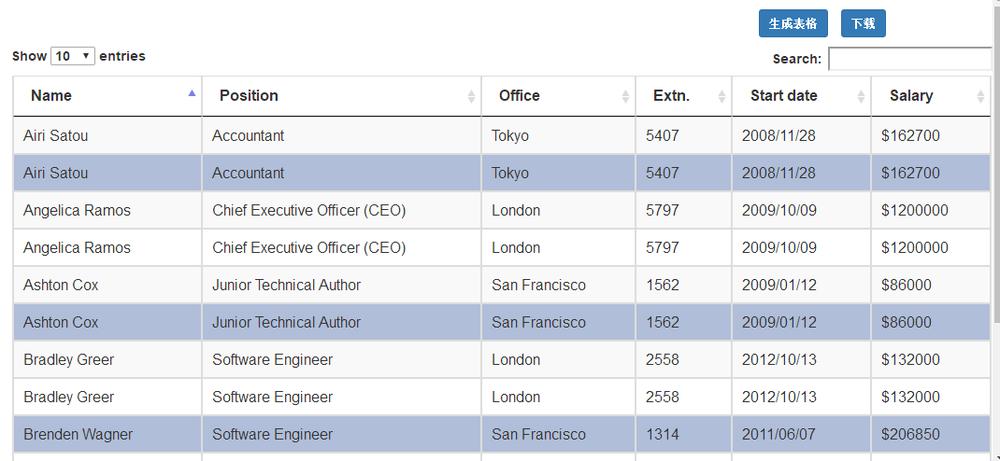 生成表格 下载
Show 10 entries Search:
Name Position Office Extn. Start date Salary
Airi Satou Accountant Tokyo 5407 2008/11/28 $162700
Airi Satou Accountant Tokyo 5407 2008/11/28 $162700
Angelica Ramos Chief Executive Officer (CEO) London 5797 2009/10/09 $1200000
Angelica Ramos Chief Executive Officer (CEO) London 5797 2009/10/09 $1200000
Ashton Cox Junior Technical Author San Francisco 1562 2009/01/12 $86000
Ashton Cox Junior Technical Author San Francisco 1562 2009/01/12 $86000
Bradley Greer Software Engineer London 2558 2012/10/13 $132000
Bradley Greer Software Engineer London 2558 2012/10/13 $132000
Brenden Wagner Software Engineer San Francisco 1314 2011/06/07 $206850